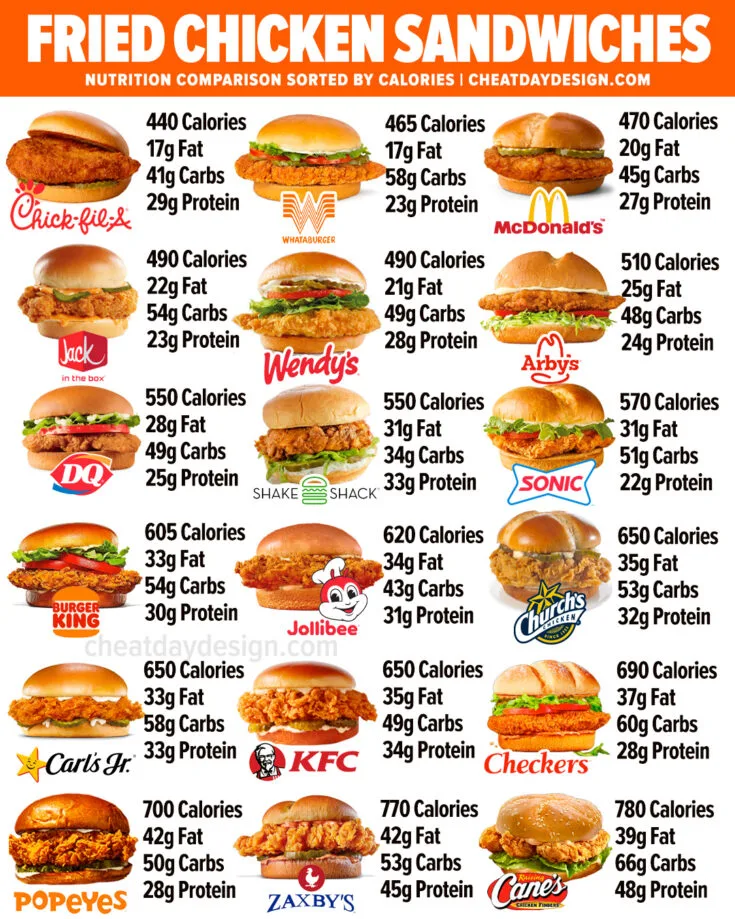 FRIED CHICKEN SANDWICHES
NUTRITION COMPARISON SORTED BY CALORIES | CHEATDAYDESIGN.COM
440 Calories
17g Fat
41g Carbs
29g Protein
Chick-fil-A
465 Calories
17g Fat
58g Carbs
23g Protein
WHATABURGER
470 Calories
20g Fat
45g Carbs
27g Protein
McDonald's
490 Calories
22g Fat
54g Carbs
23g Protein
Jack
in the box
490 Calories
21g Fat
49g Carbs
28g Protein
Wendy's
510 Calories
25g Fat
48g Carbs
24g Protein
Arby's
550 Calories
28g Fat
49g Carbs
25g Protein
DQ
550 Calories
31g Fat
34g Carbs
33g Protein
SHAKE SHACK
570 Calories
31g Fat
51g Carbs
22g Protein
SONIC
605 Calories
33g Fat
54g Carbs
30g Protein
BURGER
KING
620 Calories
34g Fat
43g Carbs
31g Protein
Jollibee
650 Calories
35g Fat
53g Carbs
32g Protein
Church's
CHICKEN
cheatdaydesign.com
650 Calories
33g Fat
58g Carbs
33g Protein
Carl's Jr.
650 Calories
35g Fat
49g Carbs
34g Protein
KFC
690 Calories
37g Fat
60g Carbs
28g Protein
Checkers
700 Calories
42g Fat
50g Carbs
28g Protein
POPEYES
770 Calories
42g Fat
53g Carbs
45g Protein
ZAXBY'S
780 Calories
39g Fat
66g Carbs
48g Protein
Raising
Cane's
CHICKEN FINGERS